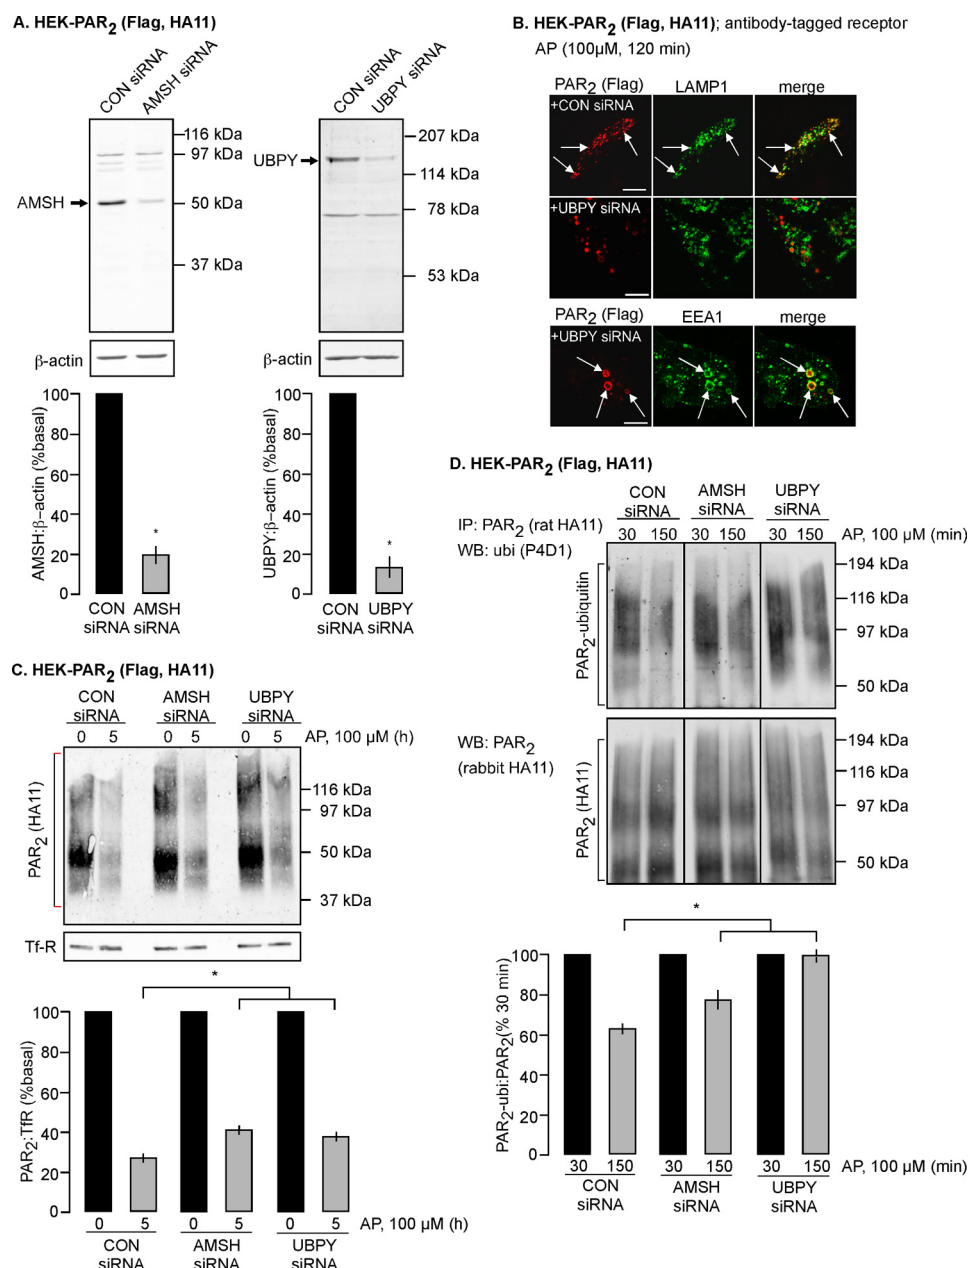 A. HEK-PAR2 (Flag, HA11)
CON siRNA
AMSH siRNA
116 kDa
97 kDa
AMSH
50 kDa
37 kDa
β-actin
100
80
60
40
20
0
AMSH:β-actin (%basal)
*
CON siRNA
AMSH siRNA
CON siRNA
UBPY siRNA
207 kDa
UBPY
114 kDa
78 kDa
53 kDa
β-actin
100
80
60
40
20
0
UBPY:β-actin (%basal)
*
CON siRNA
UBPY siRNA
B. HEK-PAR2 (Flag, HA11); antibody-tagged receptor
AP (100μM, 120 min)
PAR2 (Flag) LAMP1 merge
+CON siRNA
+UBPY siRNA
PAR2 (Flag) EEA1 merge
+UBPY siRNA
C. HEK-PAR2 (Flag, HA11)
CON siRNA
AMSH siRNA
UBPY siRNA
0 5 0 5 0 5 AP, 100 μM (h)
PAR2 (HA11)
116 kDa
97 kDa
50 kDa
37 kDa
Tf-R
*
100
80
60
40
20
0
PAR2:TfR (%basal)
0 5 0 5 0 5 AP, 100 μM (h)
CON siRNA
AMSH siRNA
UBPY siRNA
D. HEK-PAR2 (Flag, HA11)
CON siRNA
AMSH siRNA
UBPY siRNA
IP: PAR2 (rat HA11)
WB: ubi (P4D1)
30 150 30 150 30 150 AP, 100 μM (min)
PAR2-ubiquitin
194 kDa
116 kDa
97 kDa
50 kDa
WB: PAR2
(rabbit HA11)
PAR2 (HA11)
194 kDa
116 kDa
97 kDa
50 kDa
*
100
80
60
40
20
0
PAR2-ubi:PAR2(% 30 min)
30 150 30 150 30 150 AP, 100 μM (min)
CON siRNA
AMSH siRNA
UBPY siRNA